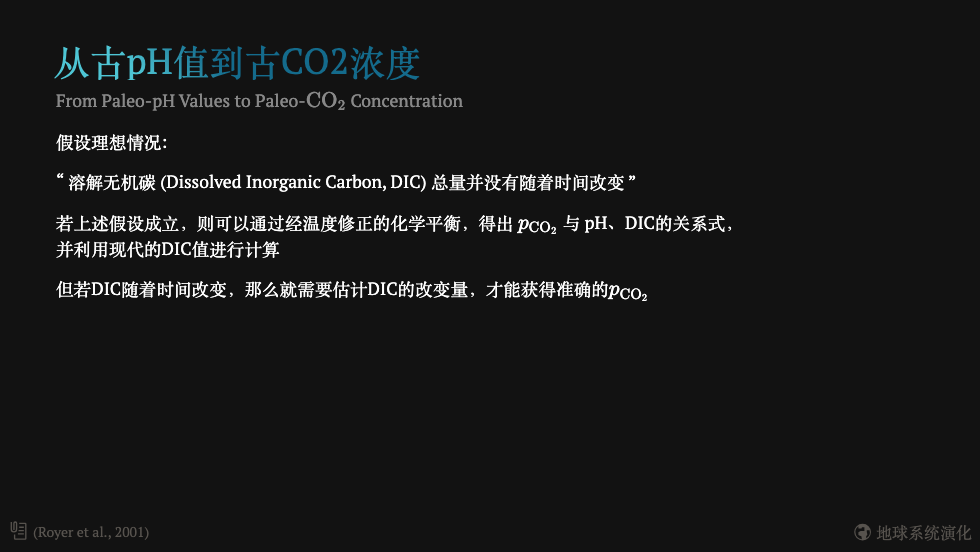 从古pH值到古CO2浓度
From Paleo-pH Values to Paleo-CO₂ Concentration
假设理想情况：
“ 溶解无机碳 (Dissolved Inorganic Carbon, DIC) 总量并没有随着时间改变 ”
若上述假设成立，则可以通过经温度修正的化学平衡，得出 p_CO₂ 与 pH、DIC的关系式，
并利用现代的DIC值进行计算
但若DIC随着时间改变，那么就需要估计DIC的改变量，才能获得准确的p_CO₂
(Royer et al., 2001)
地球系统演化